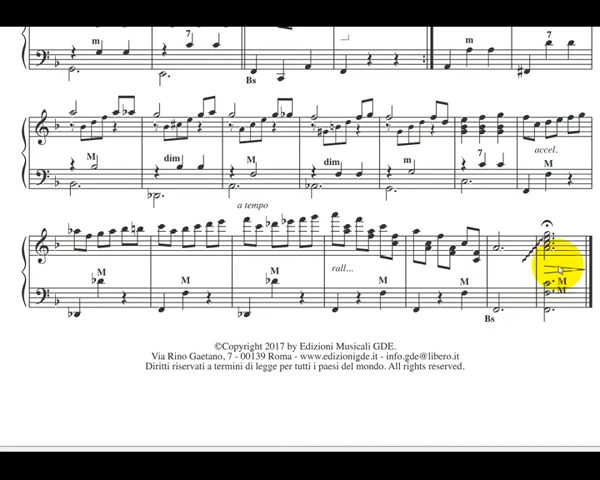 m 7 m 7
Bs
accel.
M dim M dim m 7 C M
a tempo
M M M rall... M M M
M
Bs
©Copyright 2017 by Edizioni Musicali GDE.
Via Rino Gaetano, 7 - 00139 Roma - www.edizionigde.it - info.gde@libero.it
Diritti riservati a termini di legge per tutti i paesi del mondo. All rights reserved.